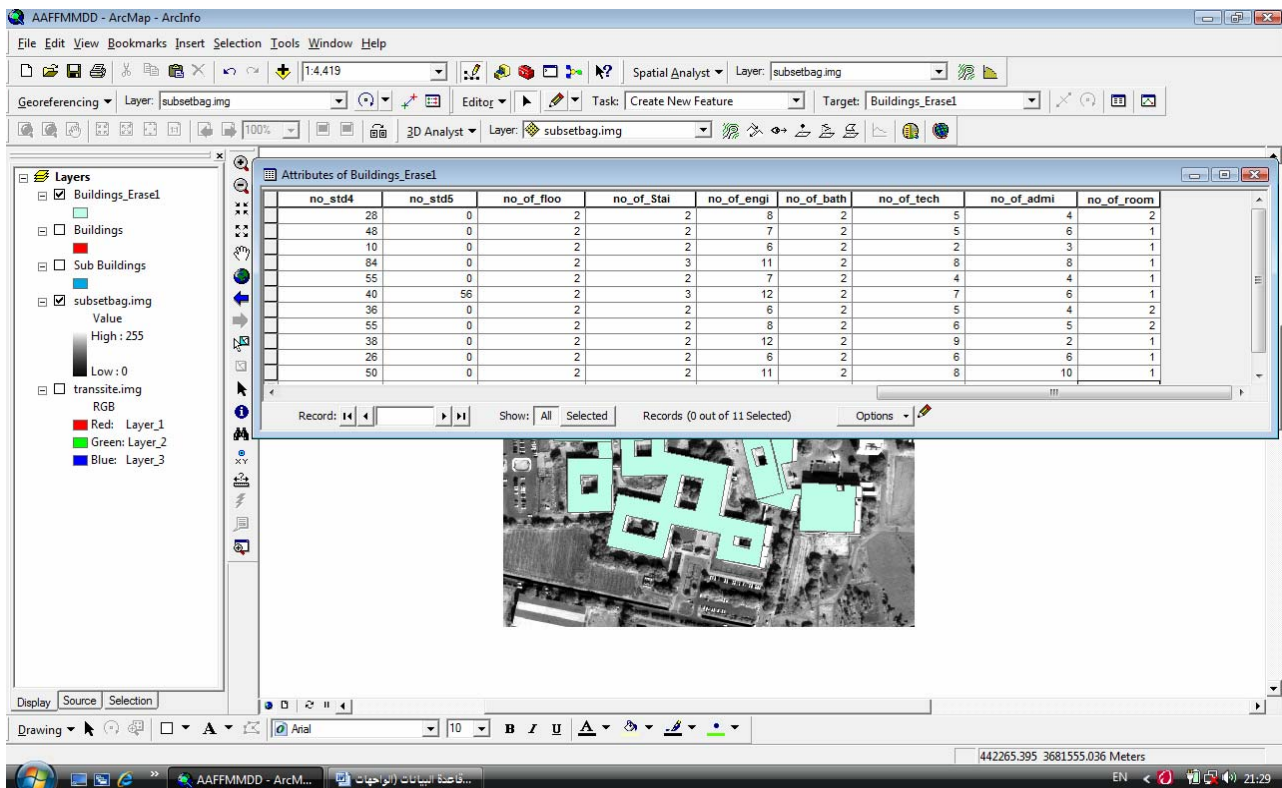 AAFFMMDD - ArcMap - ArcInfo
File Edit View Bookmarks Insert Selection Tools Window Help
1:4,419 Spatial Analyst Layer: subsetbag.img
Georeferencing Layer: subsetbag.img Editor Task: Create New Feature Target: Buildings_Erase1
100% 3D Analyst Layer: subsetbag.img
Layers
Buildings_Erase1
Buildings
Sub Buildings
subsetbag.img
Value
High : 255
Low : 0
transsite.img
RGB
Red: Layer_1
Green: Layer_2
Blue: Layer_3
Attributes of Buildings_Erase1
no_std4 no_std5 no_of_floo no_of_Stai no_of_engi no_of_bath no_of_tech no_of_admi no_of_room
28 0 2 2 8 2 5 4 2
48 0 2 2 7 2 5 6 1
10 0 2 2 6 2 2 3 1
84 0 2 3 11 2 8 8 1
55 0 2 2 7 2 4 4 1
40 56 2 3 12 2 7 6 1
36 0 2 2 6 2 5 4 2
55 0 2 2 8 2 6 5 2
38 0 2 2 12 2 9 2 1
26 0 2 2 6 2 6 6 1
50 0 2 2 11 2 8 10 1
Record: Show: All Selected Records (0 out of 11 Selected) Options
Display Source Selection
Drawing A Arial 10 B I U A
442265.395 3681555.036 Meters
AAFFMMDD - ArcM... قاعدة البيانات (الواجهات... EN 21:29